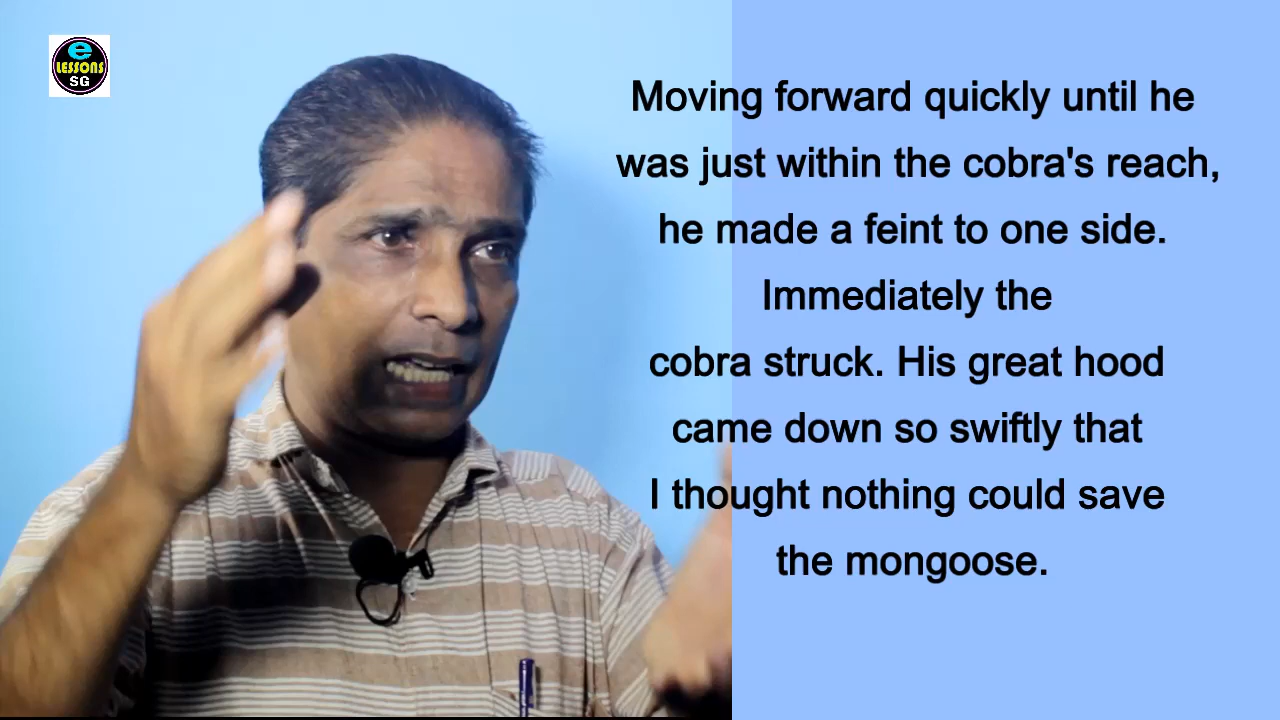 e
LESSONS
SG
Moving forward quickly until he
was just within the cobra's reach,
he made a feint to one side.
Immediately the
cobra struck. His great hood
came down so swiftly that
I thought nothing could save
the mongoose.